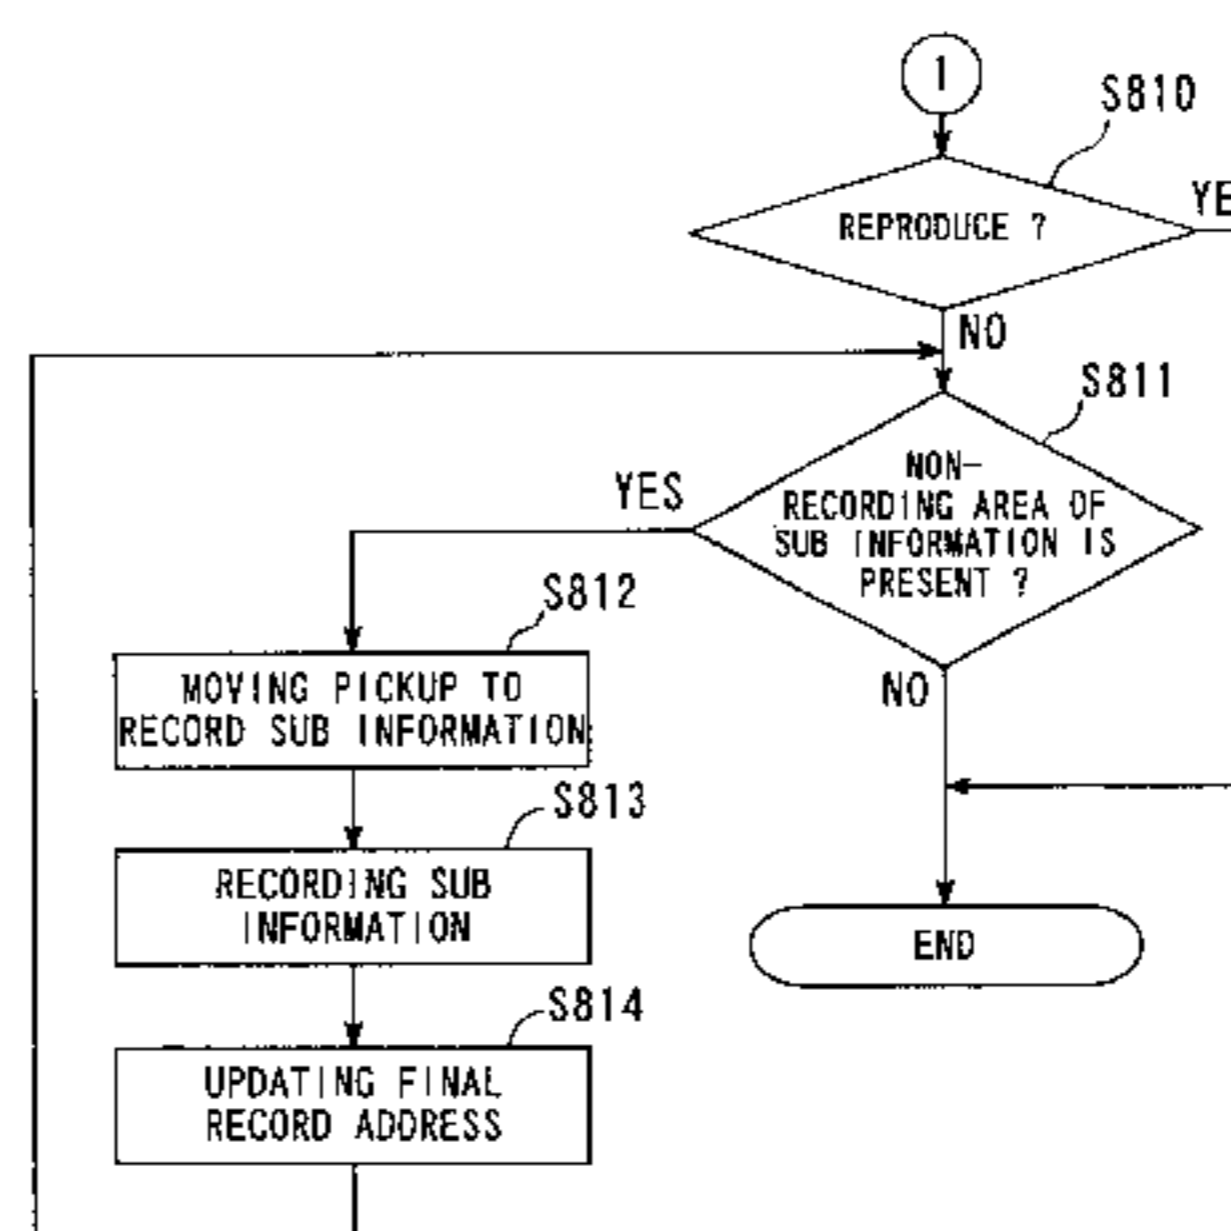 1
S810
YE
REPRODUCE ?
NO
S811
NON-
RECORDING AREA OF
SUB INFORMATION IS
PRESENT ?
YES
S812
MOVING PICKUP TO
RECORD SUB INFORMATION
NO
S813
RECORDING SUB
INFORMATION
END
S814
UPDATING FINAL
RECORD ADDRESS